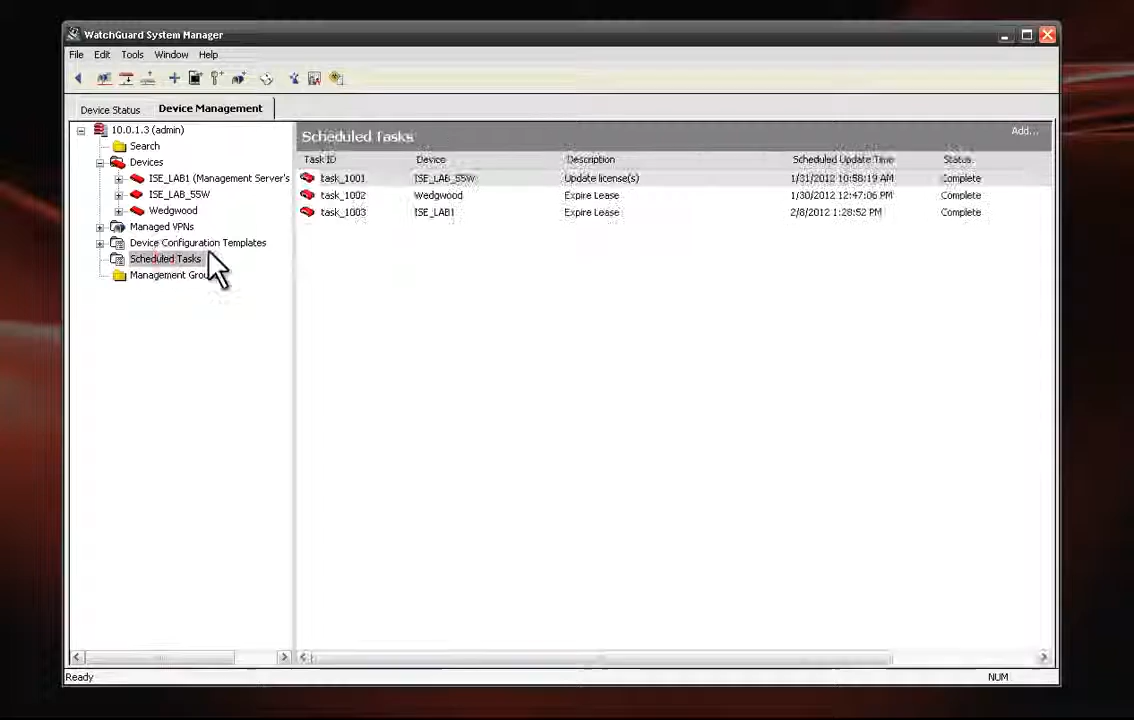 WatchGuard System Manager
File Edit Tools Window Help
Device Status Device Management
10.0.1.3 (admin)
Search
Devices
ISE_LAB1 (Management Server's
ISE_LAB_55W
Wedgwood
Managed VPNs
Device Configuration Templates
Scheduled Tasks
Management Grou
Scheduled Tasks Add...
Task ID Device Description Scheduled Update Time Status
task_1001 ISE_LAB_55W Update license(s) 1/31/2012 10:58:19 AM Complete
task_1002 Wedgwood Expire Lease 1/30/2012 12:47:06 PM Complete
task_1003 ISE_LAB1 Expire Lease 2/8/2012 1:28:52 PM Complete
Ready NUM